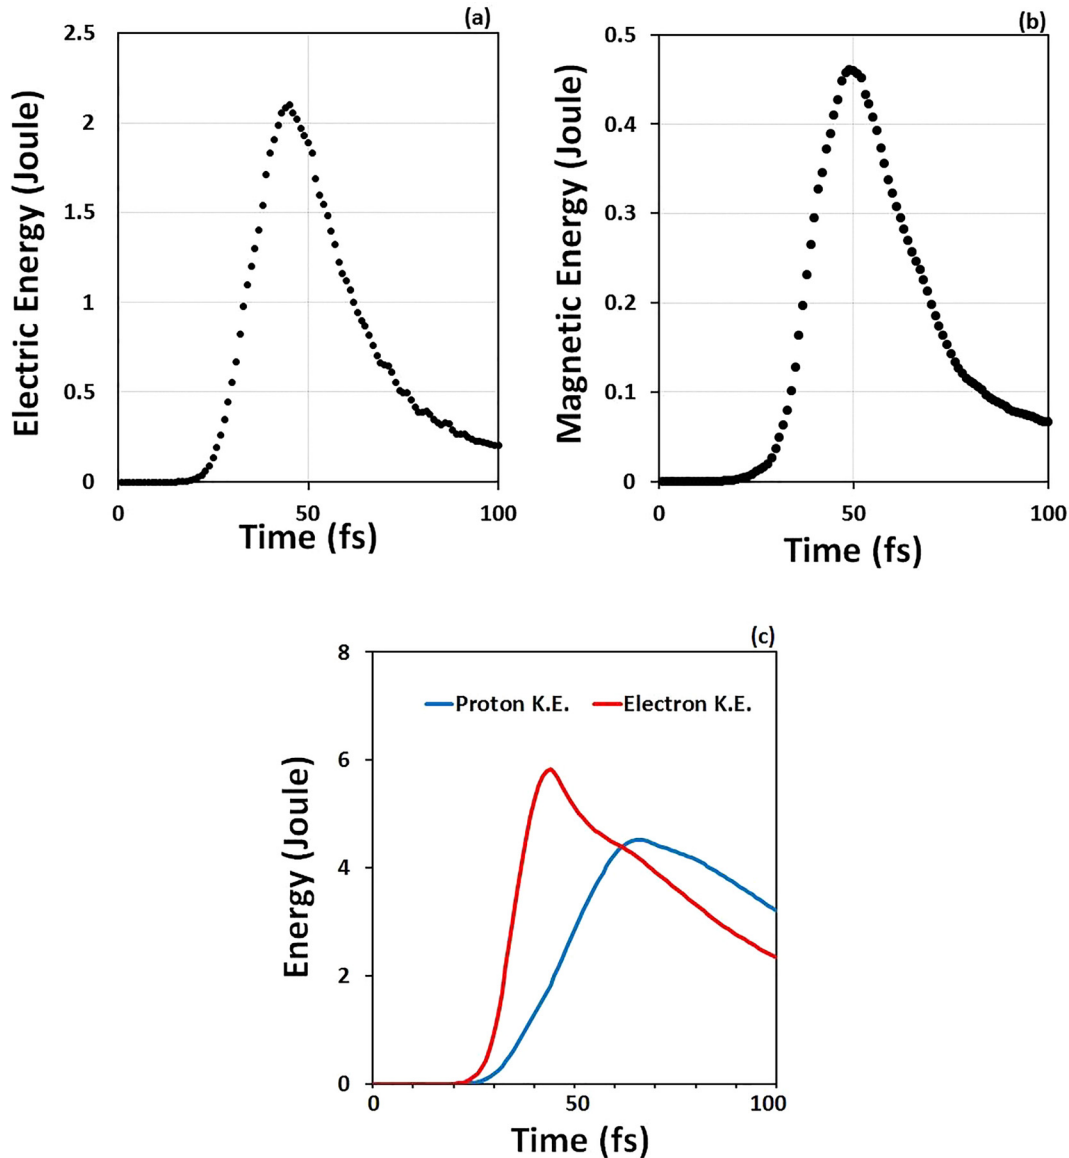 (a)
2.5
2
1.5
1
0.5
0
0 50 100
Electric Energy (Joule)
Time (fs)
(b)
0.5
0.4
0.3
0.2
0.1
0
0 50 100
Magnetic Energy (Joule)
Time (fs)
(c)
8
6
4
2
0
0 50 100
Proton K.E. Electron K.E.
Energy (Joule)
Time (fs)